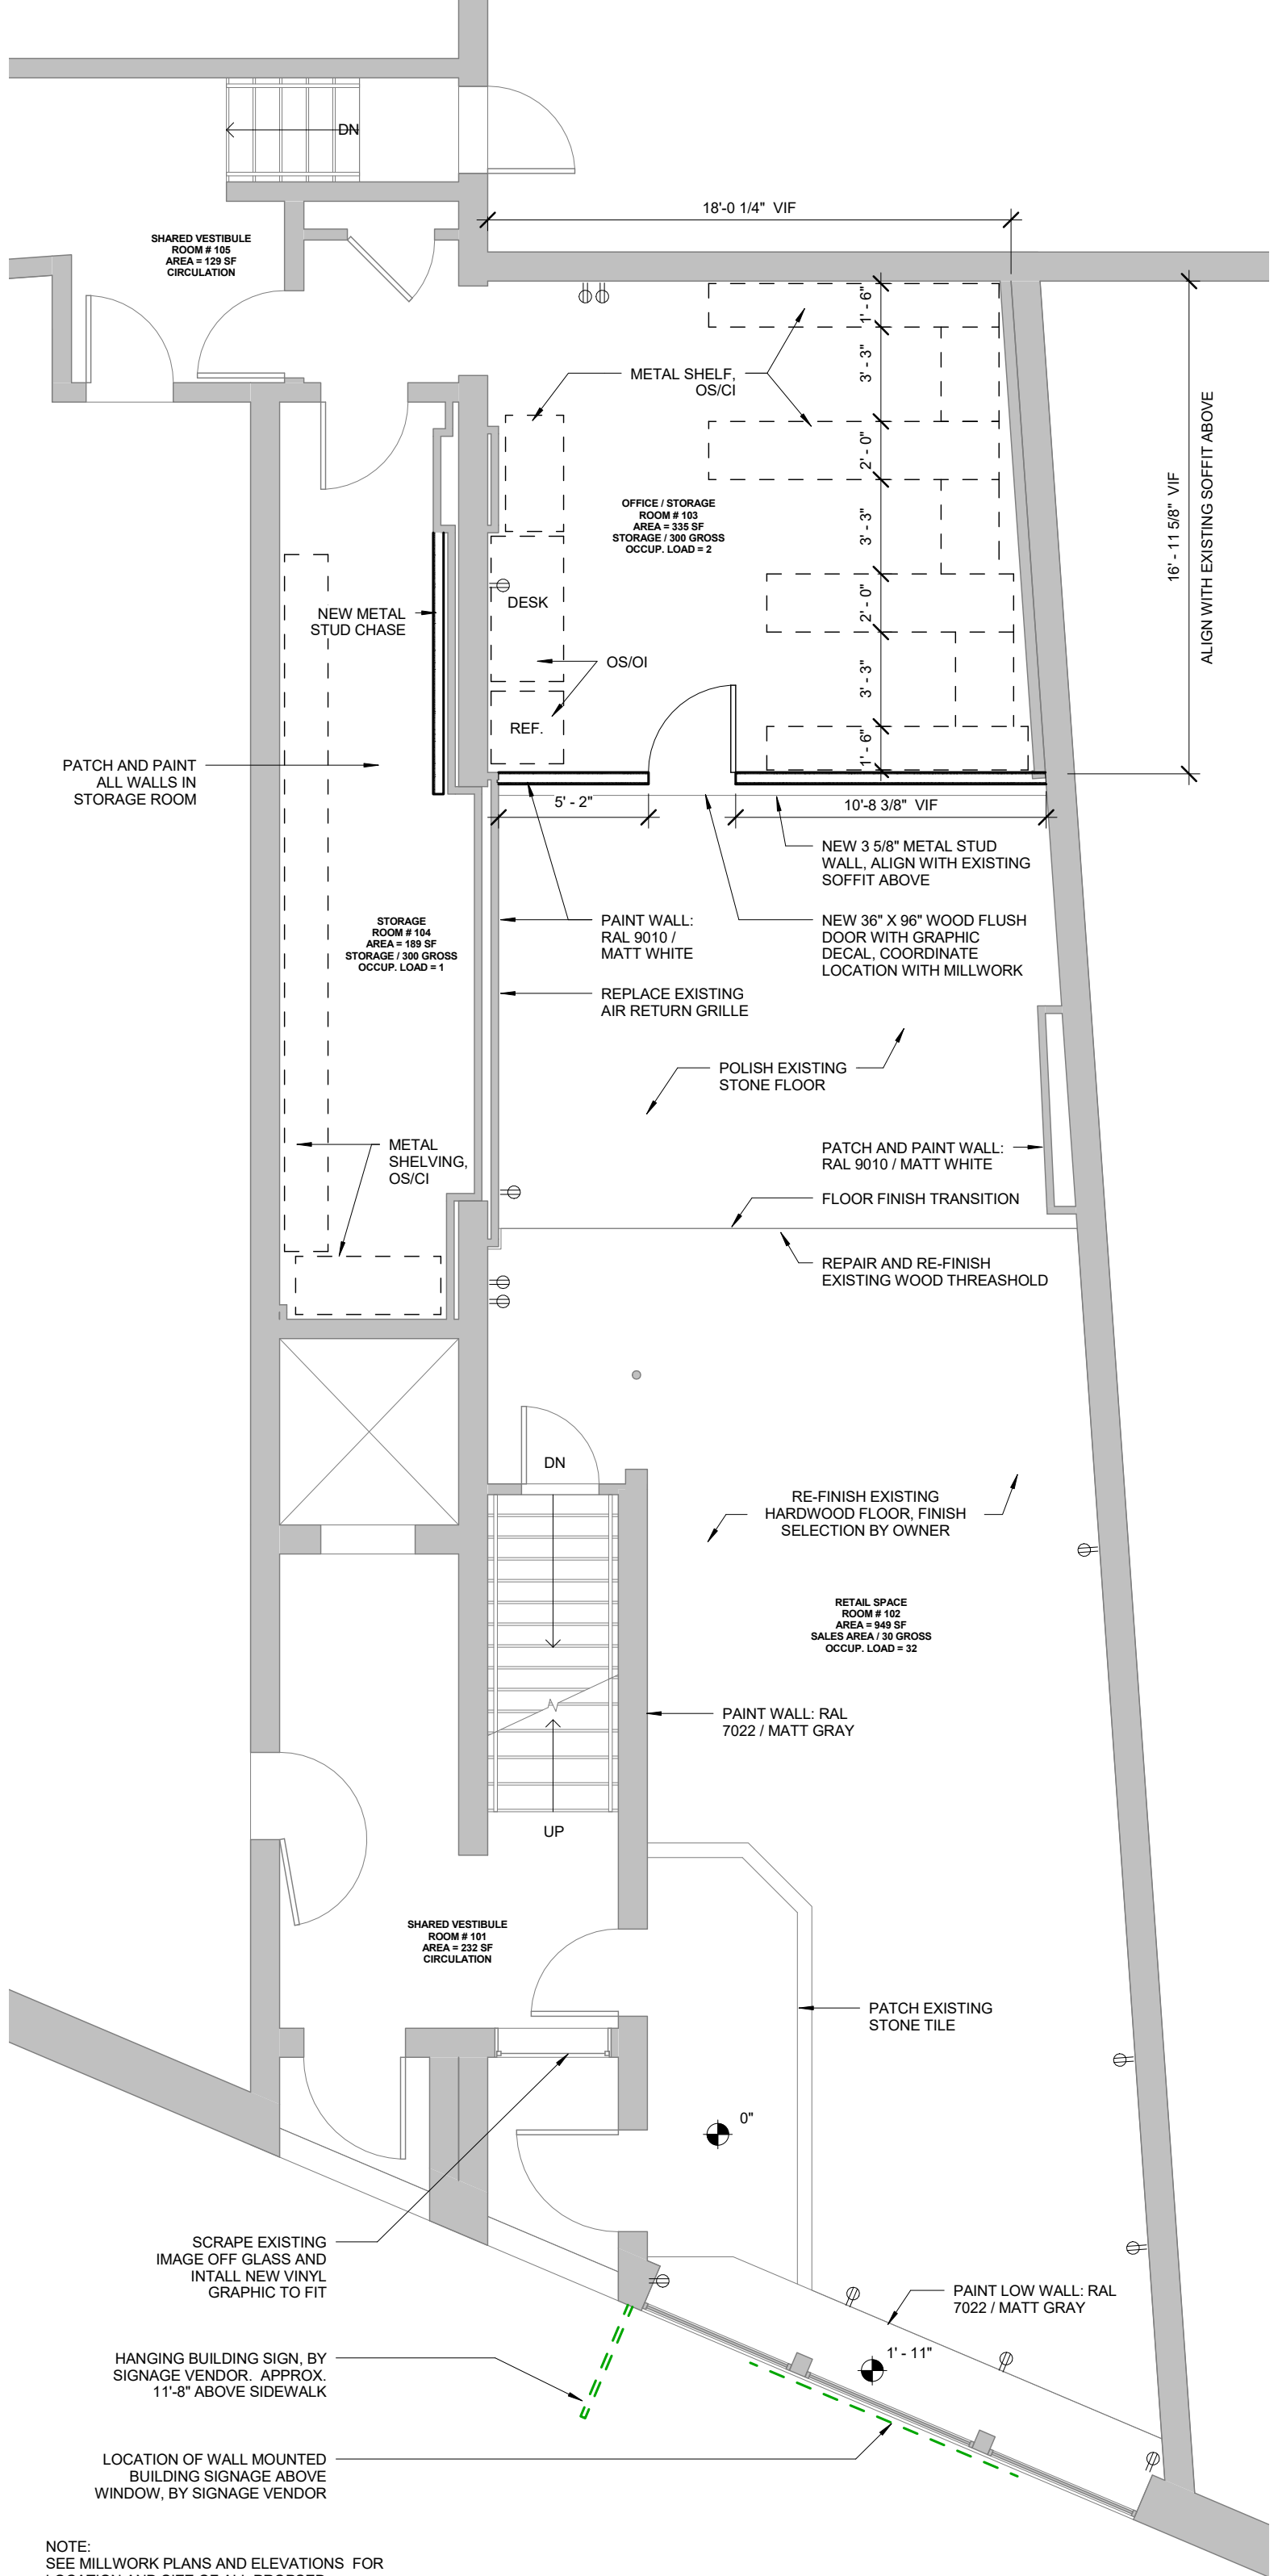 DN
18'-0 1/4"  VIF
SHARED VESTIBULE
ROOM # 105
AREA = 129 SF
CIRCULATION
1' - 6"
3' - 3"
2' - 0"
3' - 3"
2' - 0"
3' - 3"
1' - 6"
METAL SHELF,
OS/CI
16' - 11 5/8"  VIF
ALIGN WITH EXISTING SOFFIT ABOVE
OFFICE / STORAGE
ROOM # 103
AREA = 335 SF
STORAGE / 300 GROSS
OCCUP. LOAD = 2
DESK
NEW METAL
STUD CHASE
OS/OI
REF.
PATCH AND PAINT
ALL WALLS IN
STORAGE ROOM
5' - 2"
10'-8 3/8"  VIF
NEW 3 5/8" METAL STUD
WALL, ALIGN WITH EXISTING
SOFFIT ABOVE
STORAGE
ROOM # 104
AREA = 189 SF
STORAGE / 300 GROSS
OCCUP. LOAD = 1
PAINT WALL:
RAL 9010 /
MATT WHITE
NEW 36" X 96" WOOD FLUSH
DOOR WITH GRAPHIC
DECAL, COORDINATE
LOCATION WITH MILLWORK
REPLACE EXISTING
AIR RETURN GRILLE
POLISH EXISTING
STONE FLOOR
METAL
SHELVING,
OS/CI
PATCH AND PAINT WALL:
RAL 9010 / MATT WHITE
FLOOR FINISH TRANSITION
REPAIR AND RE-FINISH
EXISTING WOOD THREASHOLD
DN
RE-FINISH EXISTING
HARDWOOD FLOOR, FINISH
SELECTION BY OWNER
RETAIL SPACE
ROOM # 102
AREA = 949 SF
SALES AREA / 30 GROSS
OCCUP. LOAD = 32
PAINT WALL: RAL
7022 / MATT GRAY
UP
SHARED VESTIBULE
ROOM # 101
AREA = 232 SF
CIRCULATION
PATCH EXISTING
STONE TILE
0"
SCRAPE EXISTING
IMAGE OFF GLASS AND
INTALL NEW VINYL
GRAPHIC TO FIT
PAINT LOW WALL: RAL
7022 / MATT GRAY
1' - 11"
HANGING BUILDING SIGN, BY
SIGNAGE VENDOR.  APPROX.
11'-8" ABOVE SIDEWALK
LOCATION OF WALL MOUNTED
BUILDING SIGNAGE ABOVE
WINDOW, BY SIGNAGE VENDOR
NOTE:
SEE MILLWORK PLANS AND ELEVATIONS  FOR